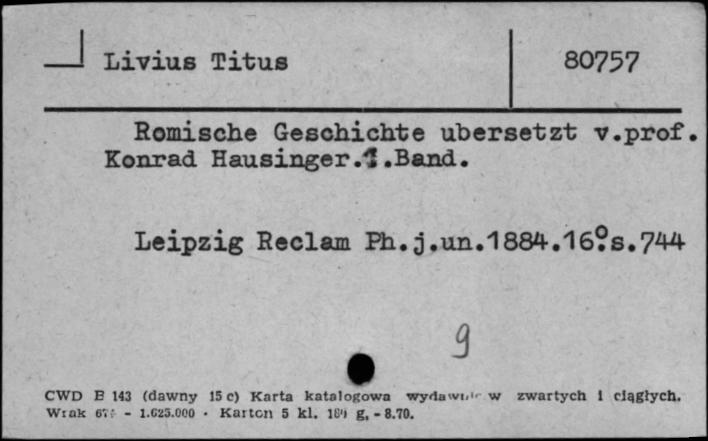 Livius Titus 80757
Romische Geschichte ubersetzt v.prof.
Konrad Hausinger.1.Band.
Leipzig Reclam Ph.j.un.1884.16°s.744
9
CWD B 143 (dawny 15 c) Karta katalogowa wydawnic w zwartych i ciągłych.
Wrak - 1.625.000 · Karton 5 kl. g. - 8.70.